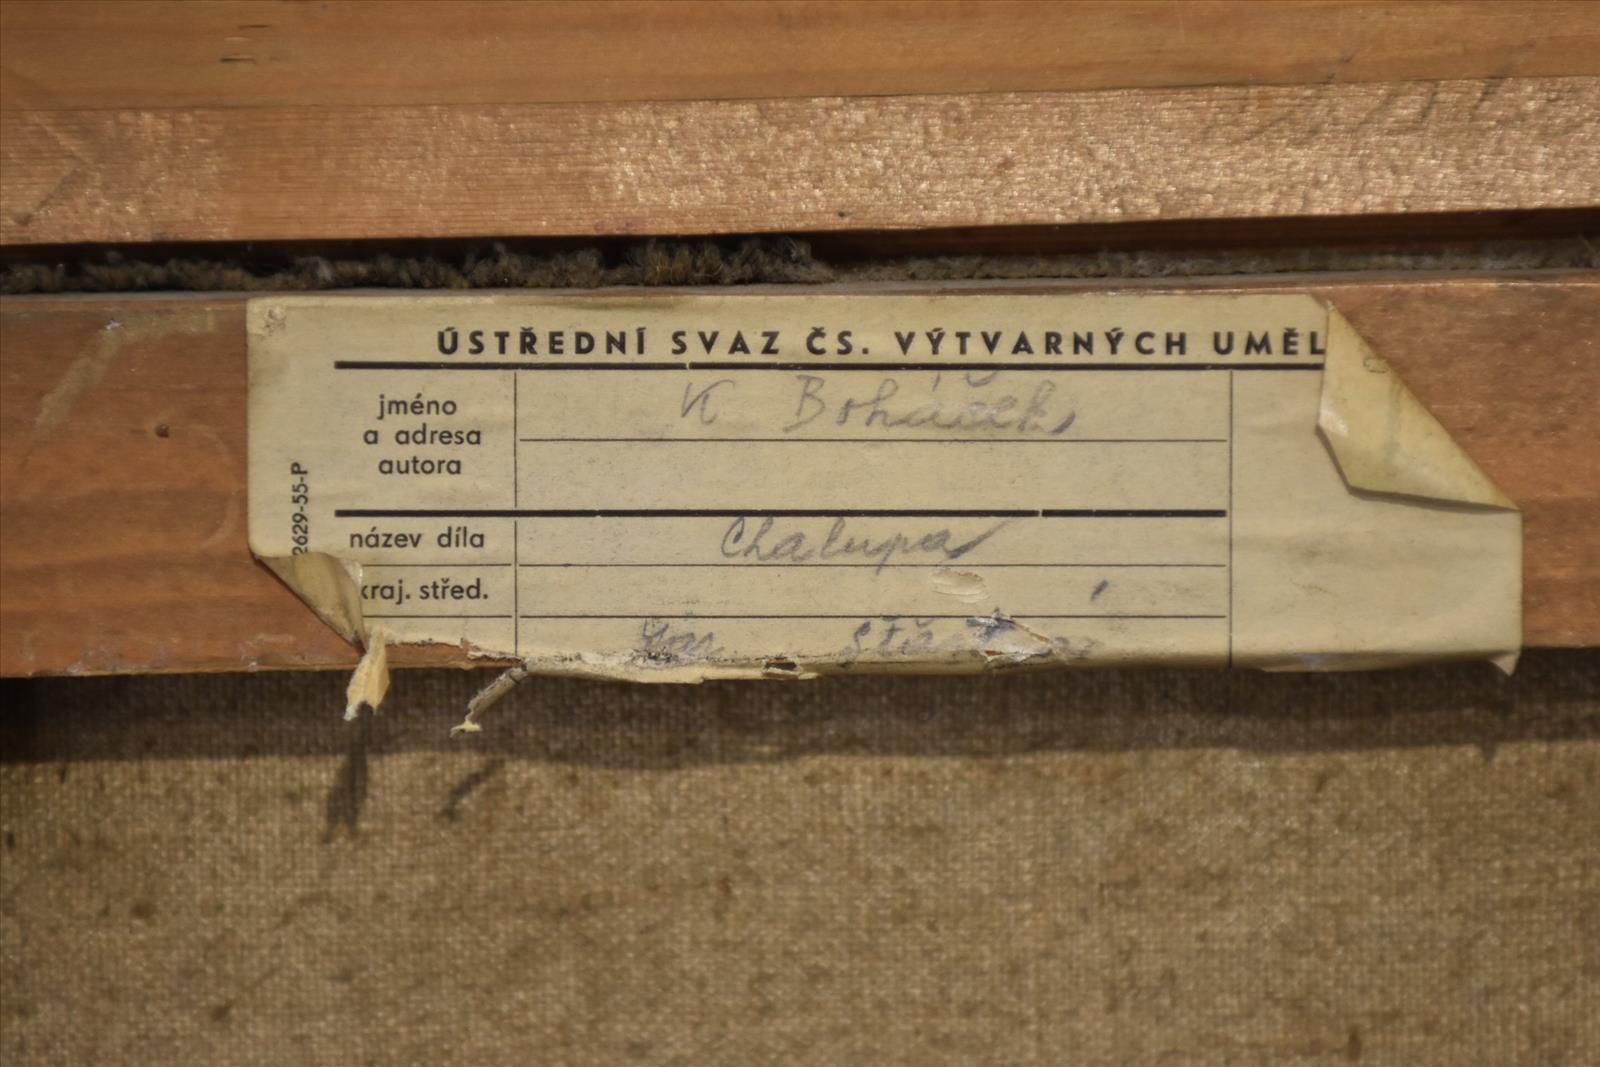 ÚSTŘEDNÍ SVAZ ČS. VÝTVARNÝCH UMĚL
jméno
a adresa
autora
K Boháček
název díla
Chalupa
kraj. střed.
2629-55-P